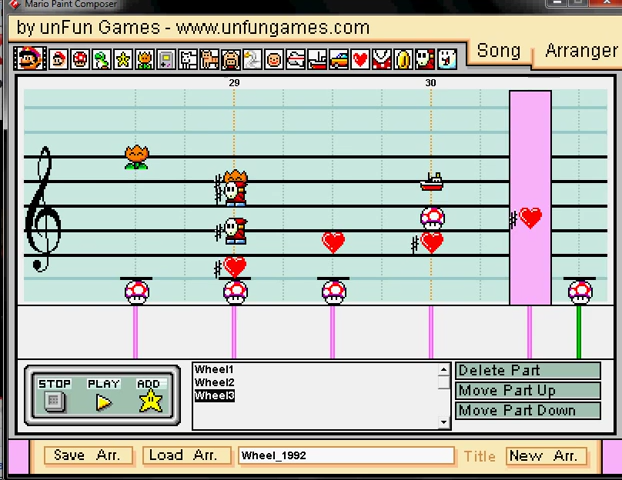 Mario Paint Composer
by unFun Games - www.unfungames.com
Song
Arranger
29
30
STOP PLAY ADD
Wheel1
Wheel2
Wheel3
Delete Part
Move Part Up
Move Part Down
Save Arr.
Load Arr.
Wheel_1992
Title
New Arr.